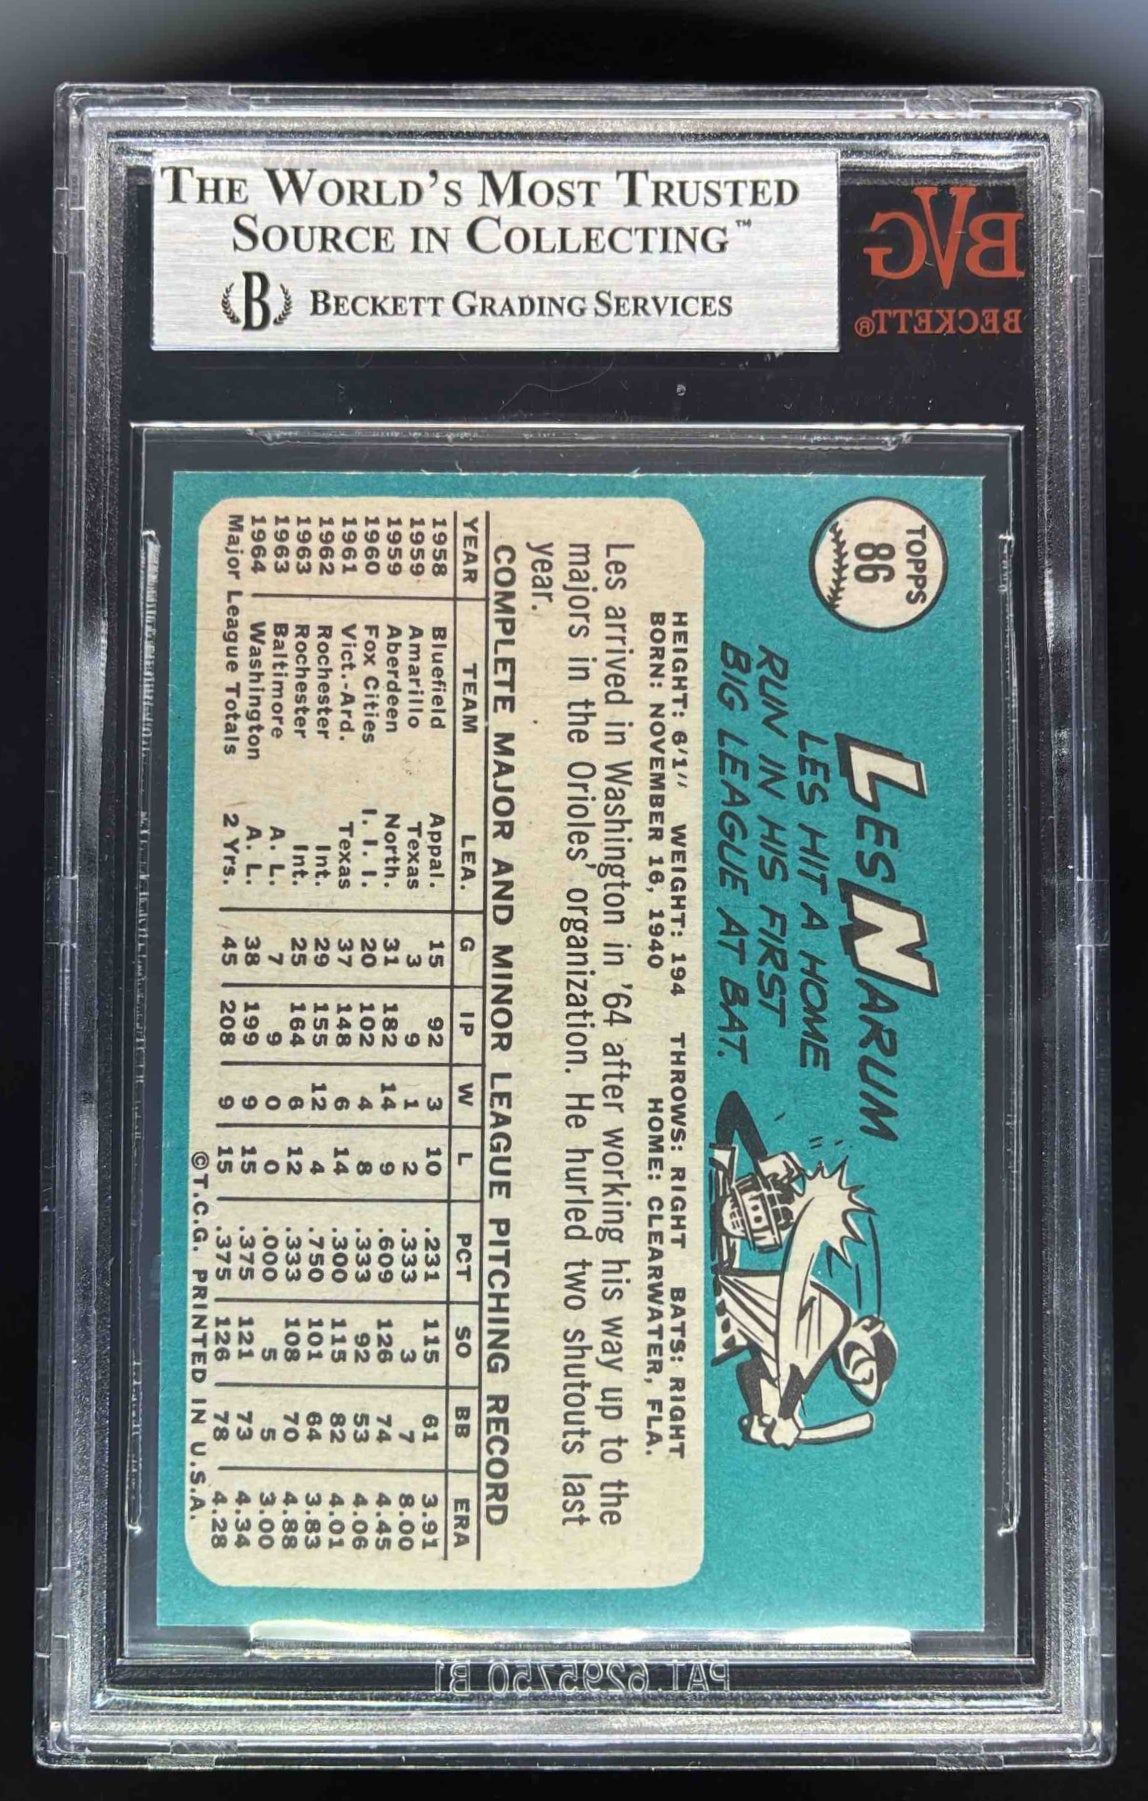 THE WORLD'S MOST TRUSTED
SOURCE IN COLLECTING™
B BECKETT GRADING SERVICES
BVG
BECKETT®
TOPPS
86
LES NARUM
LES HIT A HOME
RUN IN HIS FIRST
BIG LEAGUE AT BAT.
HEIGHT: 6'1" WEIGHT: 194 THROWS: RIGHT BATS: RIGHT
BORN: NOVEMBER 16, 1940 HOME: CLEARWATER, FLA.
Les arrived in Washington in '64 after working his way up to the
majors in the Orioles' organization. He hurled two shutouts last
year.
COMPLETE MAJOR AND MINOR LEAGUE PITCHING RECORD
YEAR TEAM LEA. G IP W L PCT SO BB ERA
1958 Bluefield Appal. 15 92 3 10 .231 115 61 3.91
1959 Amarillo Texas 3 9 1 2 .333 3 7 8.00
1959 Aberdeen North. 31 182 14 9 .609 126 74 4.45
1960 Fox Cities I. I. I. 20 102 4 8 .333 92 53 4.06
1961 Vict.-Ard. Texas 37 148 6 14 .300 115 82 4.01
1962 Rochester Int. 29 155 12 4 .750 101 64 3.83
1963 Rochester Int. 25 164 6 12 .333 108 70 4.88
1963 Baltimore A. L. 7 9 0 0 .000 5 5 3.00
1964 Washington A. L. 38 199 9 15 .375 121 73 4.34
Major League Totals 2 Yrs. 45 208 9 15 .375 126 78 4.28
©T.C.G. PRINTED IN U.S.A.
PAT. 6295750 B1